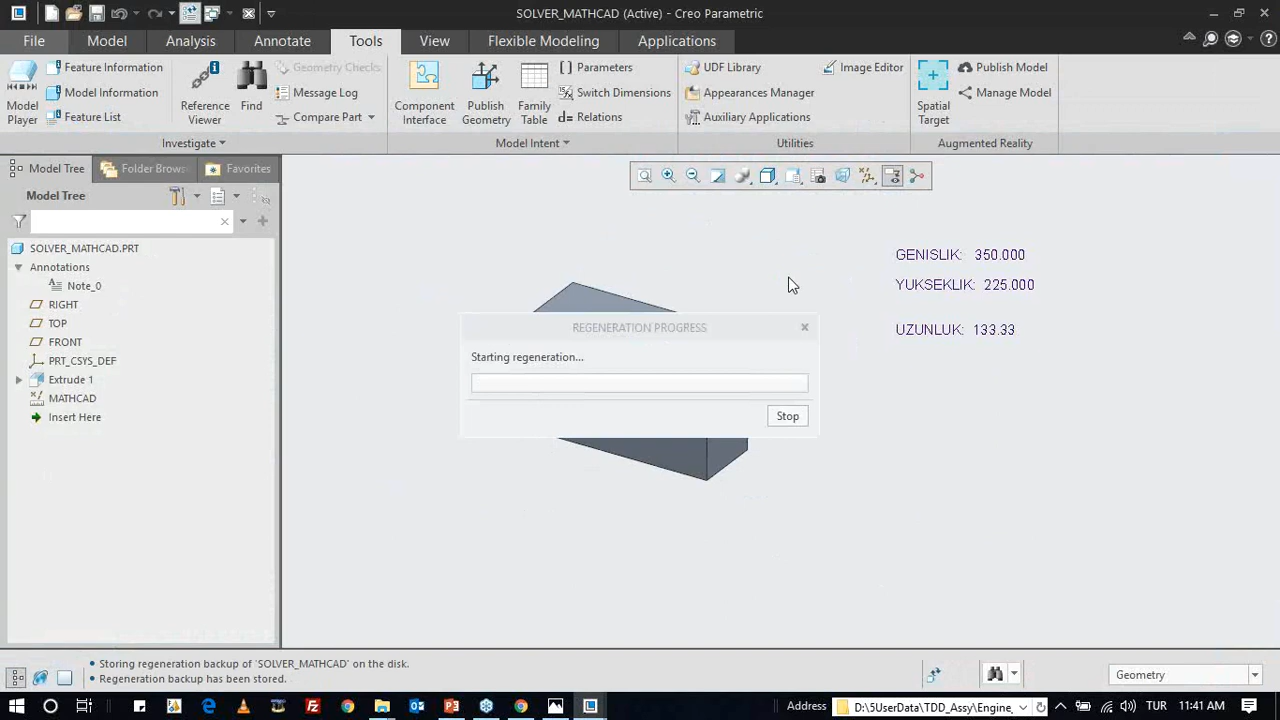 SOLVER_MATHCAD (Active) - Creo Parametric
File Model Analysis Annotate Tools View Flexible Modeling Applications
Feature Information
Model Information
Feature List
Model Player
Reference Viewer
Find
Geometry Checks
Message Log
Compare Part
Investigate
Component Interface
Publish Geometry
Family Table
Parameters
Switch Dimensions
d= Relations
Model Intent
UDF Library
Appearances Manager
Auxiliary Applications
Image Editor
Utilities
Spatial Target
Publish Model
Manage Model
Augmented Reality
Model Tree Folder Brows Favorites
Model Tree
SOLVER_MATHCAD.PRT
Annotations
Note_0
RIGHT
TOP
FRONT
PRT_CSYS_DEF
Extrude 1
MATHCAD
Insert Here
GENISLIK: 350.000
YUKSEKLIK: 225.000
UZUNLUK: 133.33
REGENERATION PROGRESS
Starting regeneration...
Stop
• Storing regeneration backup of 'SOLVER_MATHCAD' on the disk.
• Regeneration backup has been stored.
Geometry
Address D:\5UserData\TDD_Assy\Engine_ TUR 11:41 AM